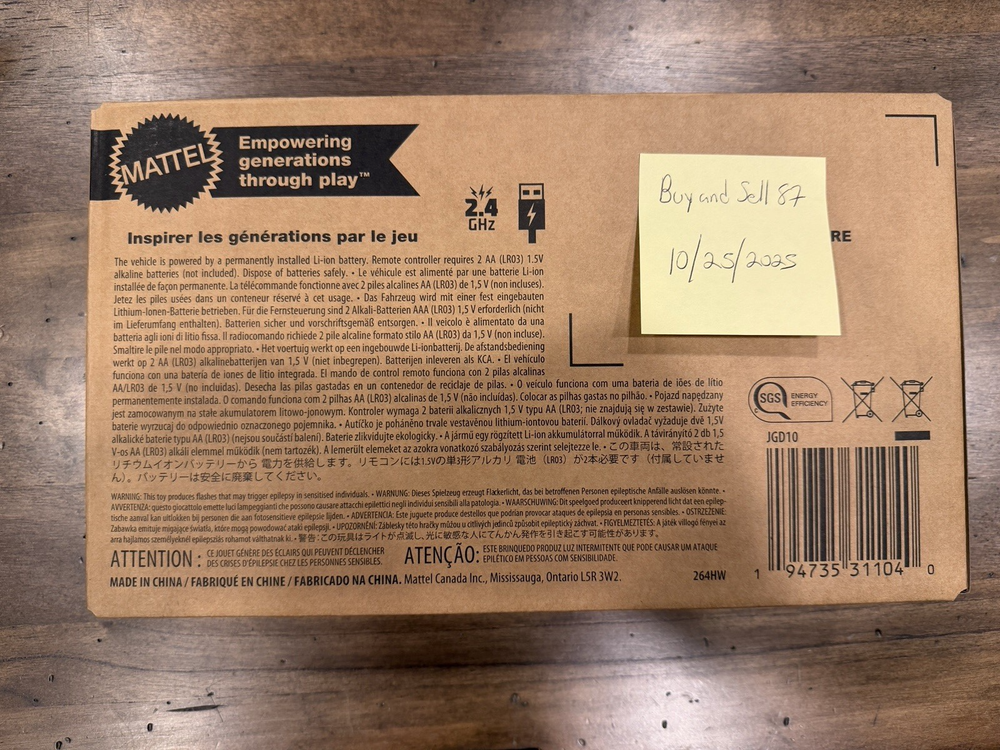 MATTEL
Empowering
generations
through play™
2.4
GHz
Inspirer les générations par le jeu
Buy and Sell 87
10/25/2025
RE
The vehicle is powered by a permanently installed Li-ion battery. Remote controller requires 2 AA (LR03) 1.5V
alkaline batteries (not included). Dispose of batteries safely. • Le véhicule est alimenté par une batterie Li-ion
installée de façon permanente. La télécommande fonctionne avec 2 piles alcalines AA (LR03) de 1,5 V (non incluses).
Jetez les piles usées dans un conteneur réservé à cet usage. • Das Fahrzeug wird mit einer fest eingebauten
Lithium-Ionen-Batterie betrieben. Für die Fernsteuerung sind 2 Alkali-Batterien AAA (LR03) 1,5 V erforderlich (nicht
im Lieferumfang enthalten). Batterien sicher und vorschriftsgemäß entsorgen. • Il veicolo è alimentato da una
batteria agli ioni di litio fissa. Il radiocomando richiede 2 pile alcaline formato stilo AA (LR03) da 1,5 V (non incluse).
Smaltire le pile nel modo appropriato. • Het voertuig werkt op een ingebouwde Li-ionbatterij. De afstandsbediening
werkt op 2 AA (LR03) alkalinebatterijen van 1,5 V (niet inbegrepen). Batterijen inleveren als KCA. • El vehículo
funciona con una batería de iones de litio integrada. El mando de control remoto funciona con 2 pilas alcalinas
AA/LR03 de 1,5 V (no incluidas). Desecha las pilas gastadas en un contenedor de reciclaje de pilas. • O veículo funciona com uma bateria de iões de lítio
permanentemente instalada. O comando funciona com 2 pilhas AA (LR03) alcalinas de 1,5 V (não incluídas). Colocar as pilhas gastas no pilhão. • Pojazd napędzany
jest zamocowanym na stałe akumulatorem litowo-jonowym. Kontroler wymaga 2 baterii alkalicznych 1,5 V typu AA (LR03; nie znajdują się w zestawie). Zużyte
baterie wyrzucaj do odpowiednio oznaczonego pojemnika. • Autíčko je poháněno trvale vestavěnou lithium-iontovou baterií. Dálkový ovladač vyžaduje dvě 1,5V
alkalické baterie typu AA (LR03) (nejsou součástí balení). Baterie zlikvidujte ekologicky. • A jármű egy rögzített Li-ion akkumulátorral működik. A távirányító 2 db 1,5
V-os AA (LR03) alkáli elemmel működik (nem tartozék). A lemerült elemeket az azokra vonatkozó szabályozás szerint selejtezze le. • この車両は、常設された
リチウムイオンバッテリーから 電力を供給します。リモコンには1.5Vの単3形アルカリ 電池 （LR03）が2本必要です（付属していませ
ん）。バッテリーは安全に廃棄してください。
SGS
ENERGY
EFFICIENCY
JGD10
WARNING: This toy produces flashes that may trigger epilepsy in sensitised individuals. • WARNUNG: Dieses Spielzeug erzeugt Flackerlicht, das bei betroffenen Personen epileptische Anfälle auslösen könnte. •
AVVERTENZA: questo giocattolo emette luci lampeggianti che possono causare attacchi epilettici negli individui sensibili alla patologia. • WAARSCHUWING: Dit speelgoed produceert knipperend licht dat een epilep-
tische aanval kan uitlokken bij personen die aan fotosensitieve epilepsie lijden. • ADVERTENCIA: Este juguete produce destellos que podrían provocar ataques de epilepsia en personas sensibles. • OSTRZEŻENIE:
Zabawka emituje migające światła, które mogą powodować ataki epilepsji. • UPOZORNĚNÍ: Záblesky této hračky můžou u citlivých jedinců způsobit epileptický záchvat. • FIGYELMEZTETÉS: A játék villogó fényei az
arra hajlamos személyeknél epilepsziás rohamot válthatnak ki. • 警告：この玩具はライトが点滅し、光に敏感な人にてんかん発作を引き起こす可能性があります。
ATTENTION : CE JOUET GÉNÈRE DES ÉCLAIRS QUI PEUVENT DÉCLENCHER
DES CRISES D'ÉPILEPSIE CHEZ LES PERSONNES SENSIBLES.
ATENÇÃO: ESTE BRINQUEDO PRODUZ LUZ INTERMITENTE QUE PODE CAUSAR UM ATAQUE
EPILÉTICO EM PESSOAS COM SENSIBILIDADE.
MADE IN CHINA / FABRIQUÉ EN CHINE / FABRICADO NA CHINA. Mattel Canada Inc., Mississauga, Ontario L5R 3W2.
264HW
1 94735 31104 0